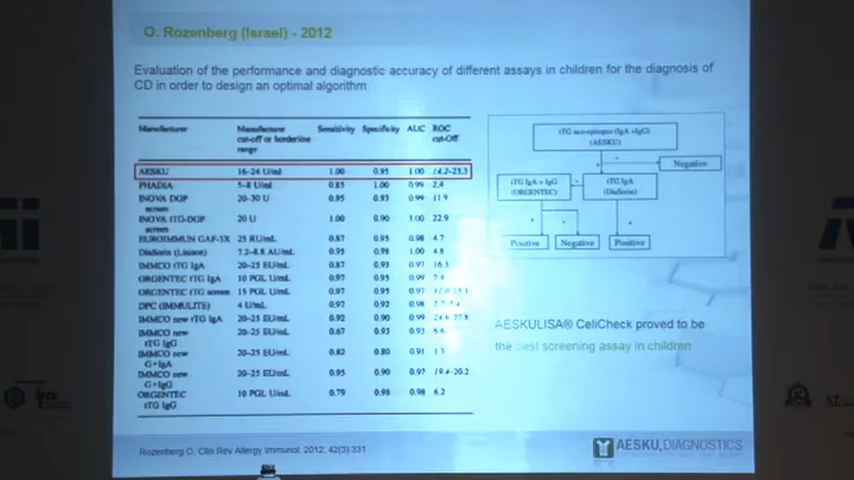 O. Rozenberg (Israel) - 2012
Evaluation of the performance and diagnostic accuracy of different assays in children for the diagnosis of
CD in order to design an optimal algorithm
Manufacturer Manufacturer cut-off or borderline range Sensitivity Specificity AUC ROC cut-Off
AESKU 16-24 U/ml 1.00 0.95 1.00 14.2-23.3
PHADIA 5-8 U/ml 0.85 1.00 0.99 2.4
INOVA DGP screen 20-30 U 0.95 0.93 0.99 11.9
INOVA tTG-DGP screen 20 U 1.00 0.90 1.00 22.9
EUROIMMUN GAF-3X 25 RU/mL 0.87 0.95 0.98 4.7
DiaSorin (Liaison) 7.2-8.8 AU/mL 0.95 0.98 1.00 4.8
IMMCO tTG IgA 20-25 EU/mL 0.87 0.93 0.97 16.3
ORGENTEC tTG IgA 10 PGL U/mL 0.97 0.95 0.99
ORGENTEC tTG screen 15 PGL U/mL 0.97 0.95
DPC (IMMULITE) 4 U/mL 0.97 0.92 0.98
IMMCO new tTG IgA 20-25 EU/mL 0.92 0.90 0.99
IMMCO new tTG IgG 20-25 EU/mL 0.67 0.93 0.93 6.6
IMMCO new G+IgA 20-25 EU/mL 0.82 0.80 0.91
IMMCO new G+IgG 20-25 EU/mL 0.95 0.90 0.97 19.4-20.2
ORGENTEC tTG IgG 10 PGL U/mL 0.79 0.98 0.98 6.2
tTG neo-epitopes (IgA +IgG)
(AESKU)
Negative
tTG IgA + IgG
(ORGENTEC)
tTG IgA
(DiaSorin)
Positive Negative Positive
AESKULISA® CeliCheck proved to be
the best screening assay in children
Rozenberg O. Clin Rev Allergy Immunol. 2012; 42(3):331
AESKU.DIAGNOSTICS